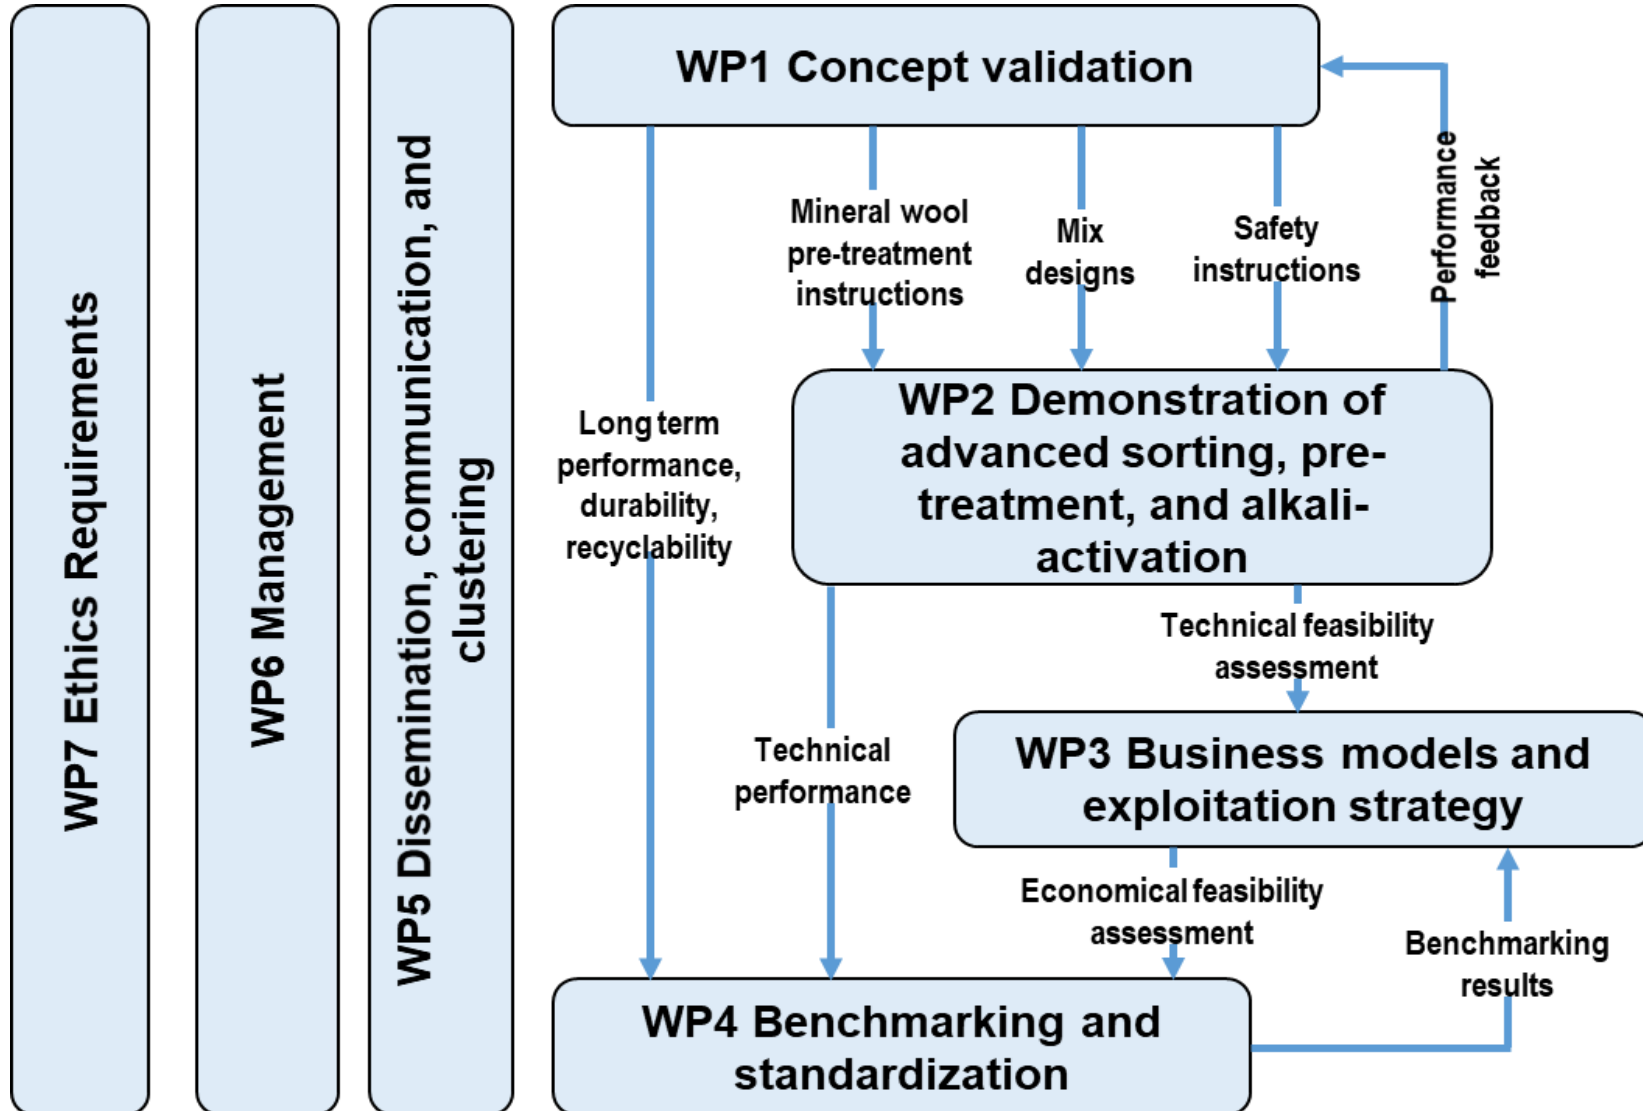 WP7 Ethics Requirements
WP6 Management
WP5 Dissemination, communication, and
clustering
WP1 Concept validation
Mineral wool
pre-treatment
instructions
Mix
designs
Safety
instructions
Performance
feedback
Long term
performance,
durability,
recyclability
WP2 Demonstration of
advanced sorting, pre-
treatment, and alkali-
activation
Technical feasibility
assessment
Technical
performance
WP3 Business models and
exploitation strategy
Economical feasibility
assessment
Benchmarking
results
WP4 Benchmarking and
standardization